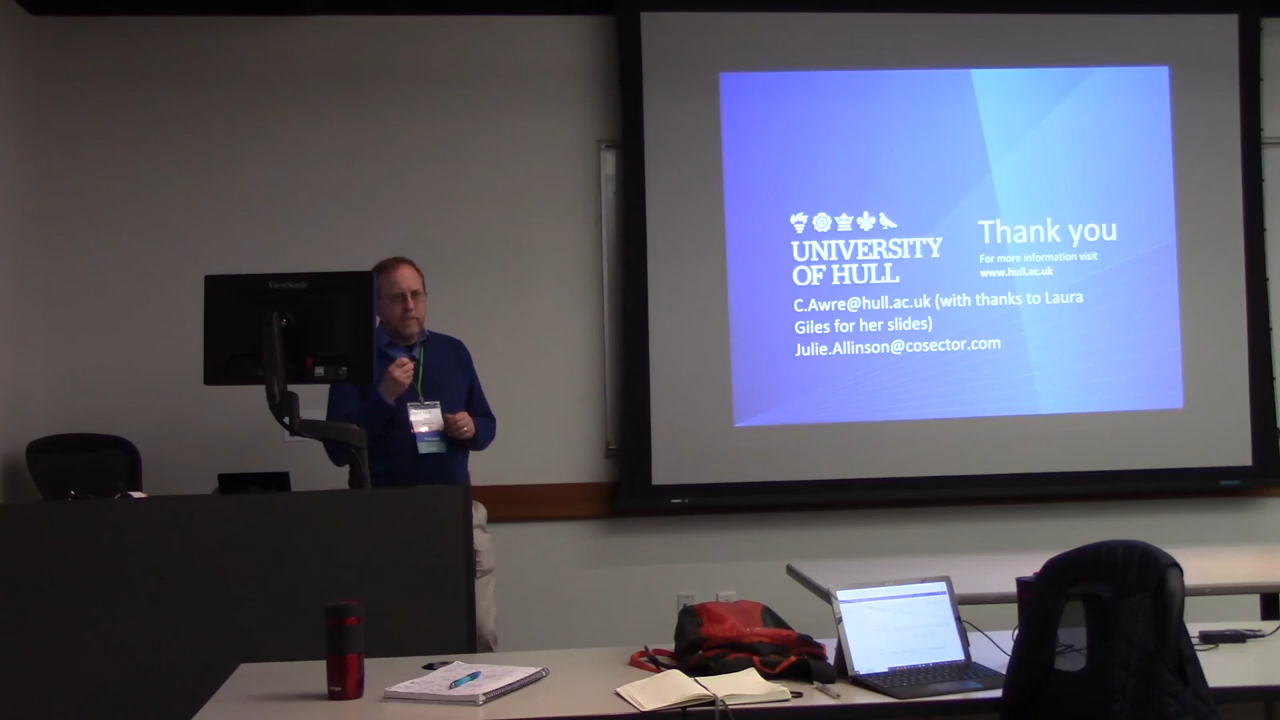 ViewSonic
UNIVERSITY
OF HULL
Thank you
For more information visit
www.hull.ac.uk
C.Awre@hull.ac.uk (with thanks to Laura
Giles for her slides)
Julie.Allinson@cosector.com